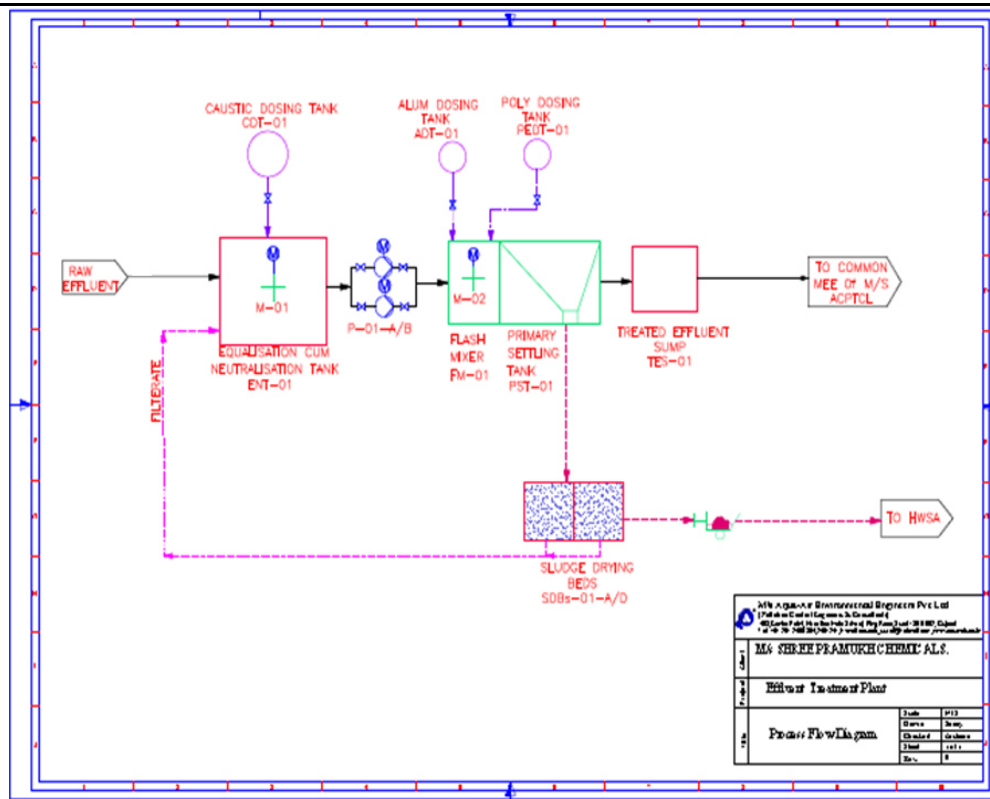 CAUSTIC DOSING TANK
CDT-01
ALUM DOSING
TANK
ADT-01
POLY DOSING
TANK
PEDT-01
RAW
EFFLUENT
M-01
P-01-A/B
M-02
TO COMMON
MEE OF M/S
ACPTCL
EQUALISATION CUM
NEUTRALISATION TANK
ENT-01
FLASH
MIXER
FM-01
PRIMARY
SETTLING
TANK
PST-01
TREATED EFFLUENT
SUMP
TES-01
M
M
M
M
FILTERATE
TO HWSA
SLUDGE DRYING
BEDS
SDBs-01-A/D
M/s Aqua-Air Environmental Engineers Pvt. Ltd
M/s SHREE PRAMUKH CHEMICALS.
Effluent Treatment Plant
Process Flow Diagram
Scale